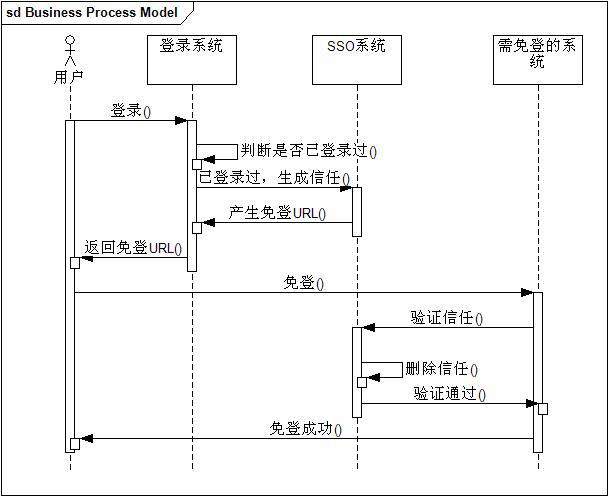 sd Business Process Model
用户
登录系统
SSO系统
需免登的系
统
登录()
判断是否已登录过()
已登录过，生成信任()
产生免登URL()
返回免登URL()
免登()
验证信任()
删除信任()
验证通过()
免登成功()